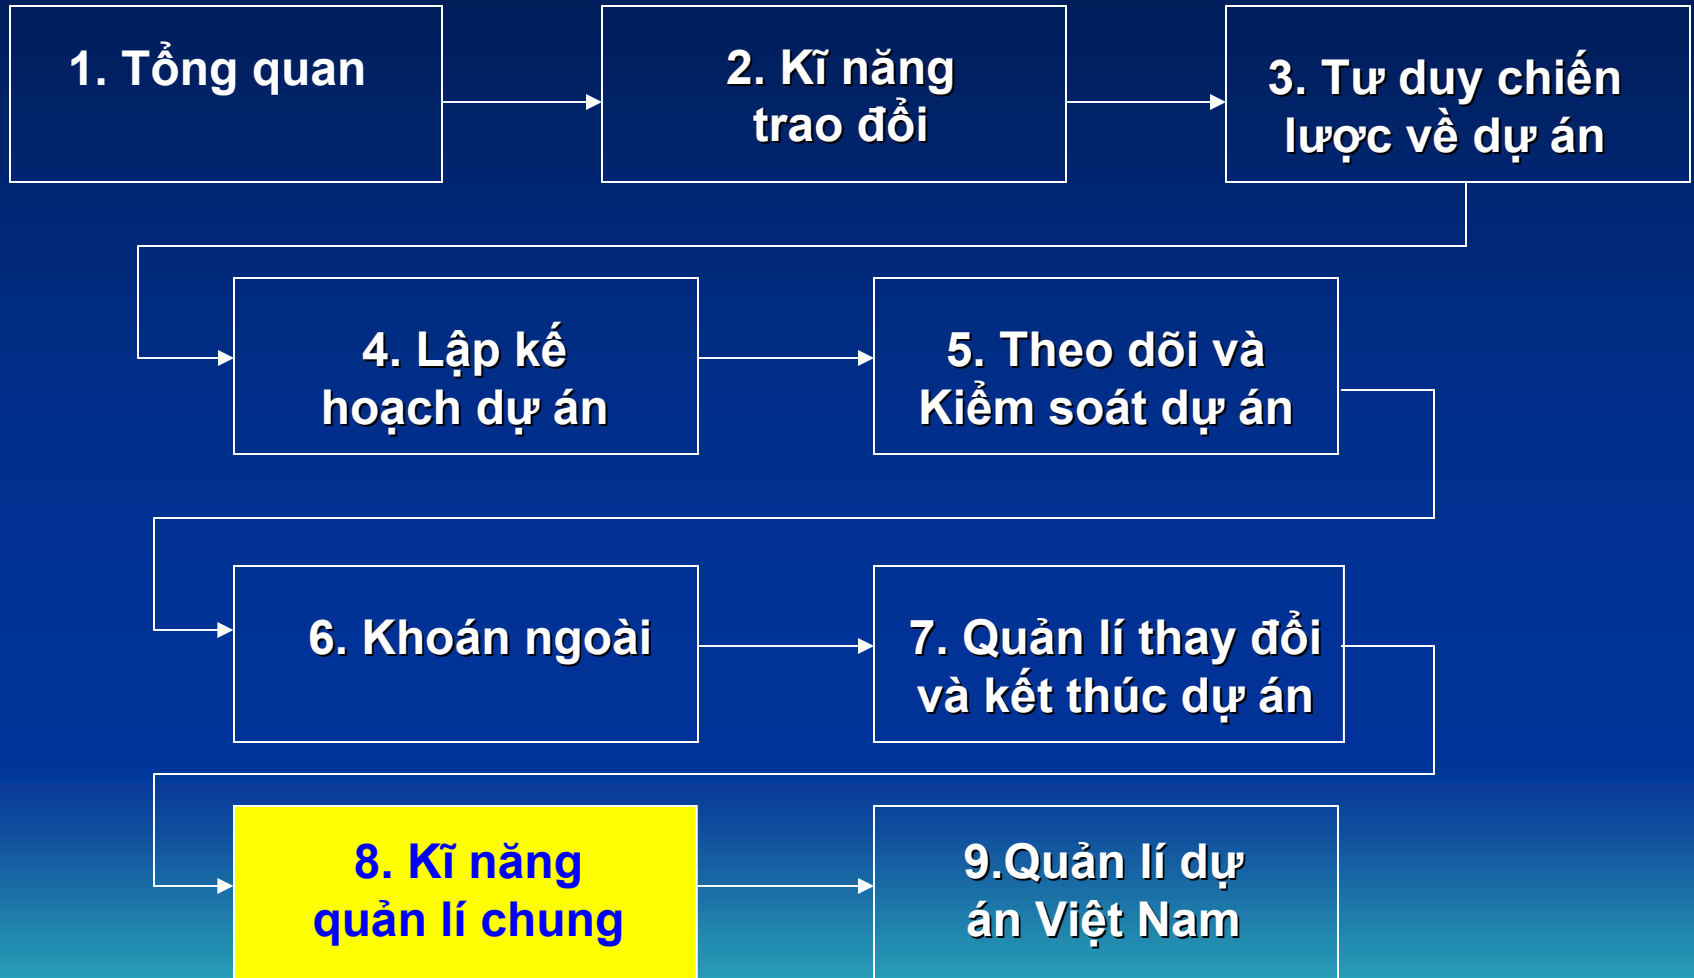 1. Tổng quan
2. Kĩ năng
trao đổi
3. Tư duy chiến
lược về dự án
4. Lập kế
hoạch dự án
5. Theo dõi và
Kiểm soát dự án
6. Khoán ngoài
7. Quản lí thay đổi
và kết thúc dự án
8. Kĩ năng
quản lí chung
9.Quản lí dự
án Việt Nam